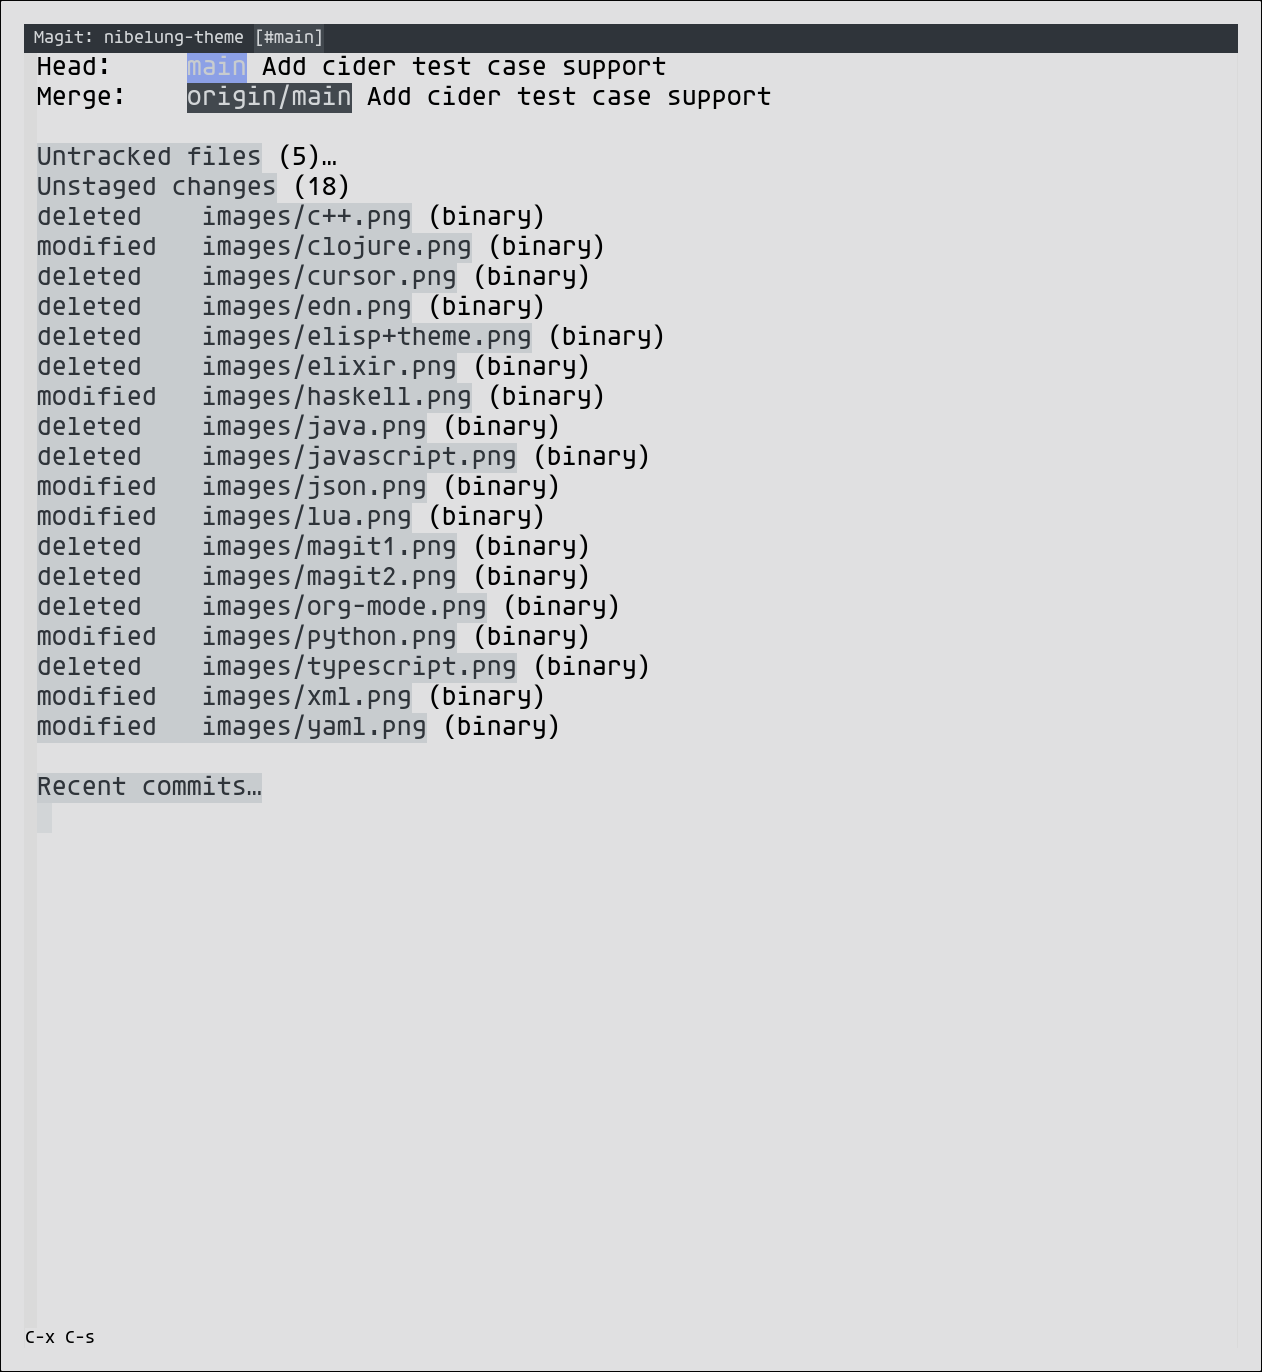 Magit: nibelung-theme [#main]
Head:     main Add cider test case support
Merge:    origin/main Add cider test case support
Untracked files (5)…
Unstaged changes (18)
deleted    images/c++.png (binary)
modified   images/clojure.png (binary)
deleted    images/cursor.png (binary)
deleted    images/edn.png (binary)
deleted    images/elisp+theme.png (binary)
deleted    images/elixir.png (binary)
modified   images/haskell.png (binary)
deleted    images/java.png (binary)
deleted    images/javascript.png (binary)
modified   images/json.png (binary)
modified   images/lua.png (binary)
deleted    images/magit1.png (binary)
deleted    images/magit2.png (binary)
deleted    images/org-mode.png (binary)
modified   images/python.png (binary)
deleted    images/typescript.png (binary)
modified   images/xml.png (binary)
modified   images/yaml.png (binary)
Recent commits…
C-x C-s